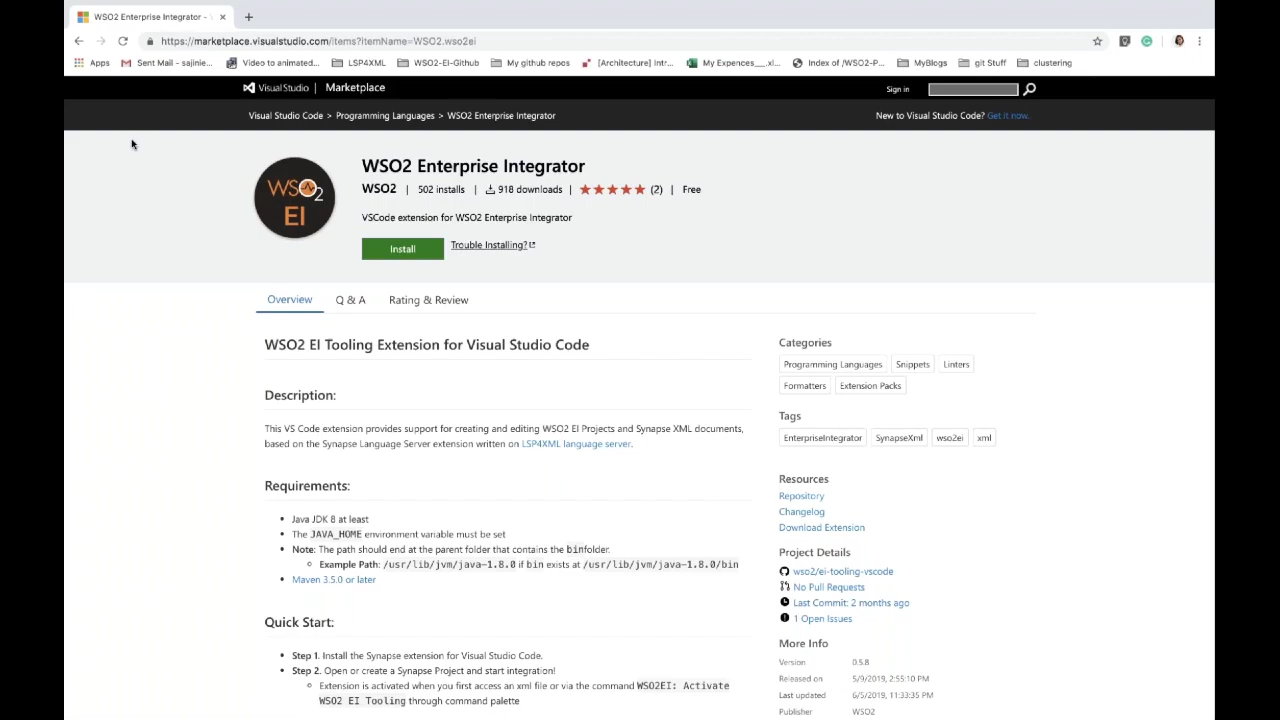 WSO2 Enterprise Integrator -
https://marketplace.visualstudio.com/items?itemName=WSO2.wso2ei
Apps
Sent Mail - sajinie...
Video to animated...
LSP4XML
WSO2-EI-Github
My github repos
[Architecture] Intr...
My Expences__.xl...
Index of /WSO2-P...
MyBlogs
git Stuff
clustering
Visual Studio | Marketplace
Sign in
Visual Studio Code > Programming Languages > WSO2 Enterprise Integrator
New to Visual Studio Code? Get it now.
WSO2 EI
WSO2 Enterprise Integrator
WSO2 | 502 installs | 918 downloads | (2) | Free
VSCode extension for WSO2 Enterprise Integrator
Install
Trouble Installing?
Overview
Q & A
Rating & Review
WSO2 EI Tooling Extension for Visual Studio Code
Description:
This VS Code extension provides support for creating and editing WSO2 EI Projects and Synapse XML documents,
based on the Synapse Language Server extension written on LSP4XML language server.
Requirements:
Java JDK 8 at least
The JAVA_HOME environment variable must be set
Note: The path should end at the parent folder that contains the binfolder.
Example Path: /usr/lib/jvm/java-1.8.0 if bin exists at /usr/lib/jvm/java-1.8.0/bin
Maven 3.5.0 or later
Quick Start:
Step 1. Install the Synapse extension for Visual Studio Code.
Step 2. Open or create a Synapse Project and start integration!
Extension is activated when you first access an xml file or via the command WSO2EI: Activate
WSO2 EI Tooling through command palette
Categories
Programming Languages
Snippets
Linters
Formatters
Extension Packs
Tags
EnterpriseIntegrator
SynapseXml
wso2ei
xml
Resources
Repository
Changelog
Download Extension
Project Details
wso2/ei-tooling-vscode
No Pull Requests
Last Commit: 2 months ago
1 Open Issues
More Info
Version 0.5.8
Released on 5/9/2019, 2:55:10 PM
Last updated 6/5/2019, 11:33:35 PM
Publisher WSO2